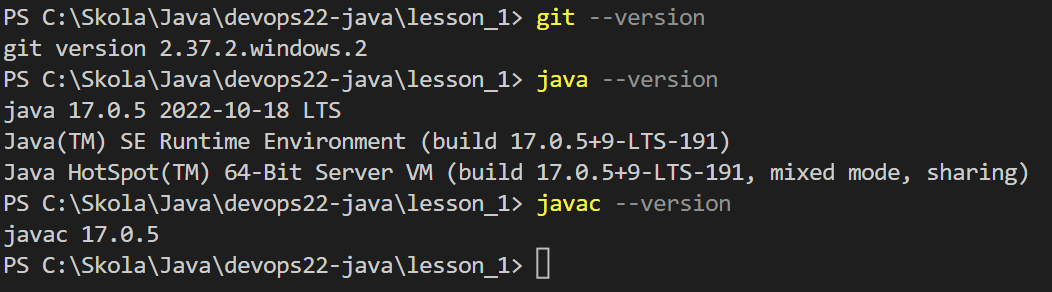 PS C:\Skola\Java\devops22-java\lesson_1> git --version
git version 2.37.2.windows.2
PS C:\Skola\Java\devops22-java\lesson_1> java --version
java 17.0.5 2022-10-18 LTS
Java(TM) SE Runtime Environment (build 17.0.5+9-LTS-191)
Java HotSpot(TM) 64-Bit Server VM (build 17.0.5+9-LTS-191, mixed mode, sharing)
PS C:\Skola\Java\devops22-java\lesson_1> javac --version
javac 17.0.5
PS C:\Skola\Java\devops22-java\lesson_1>